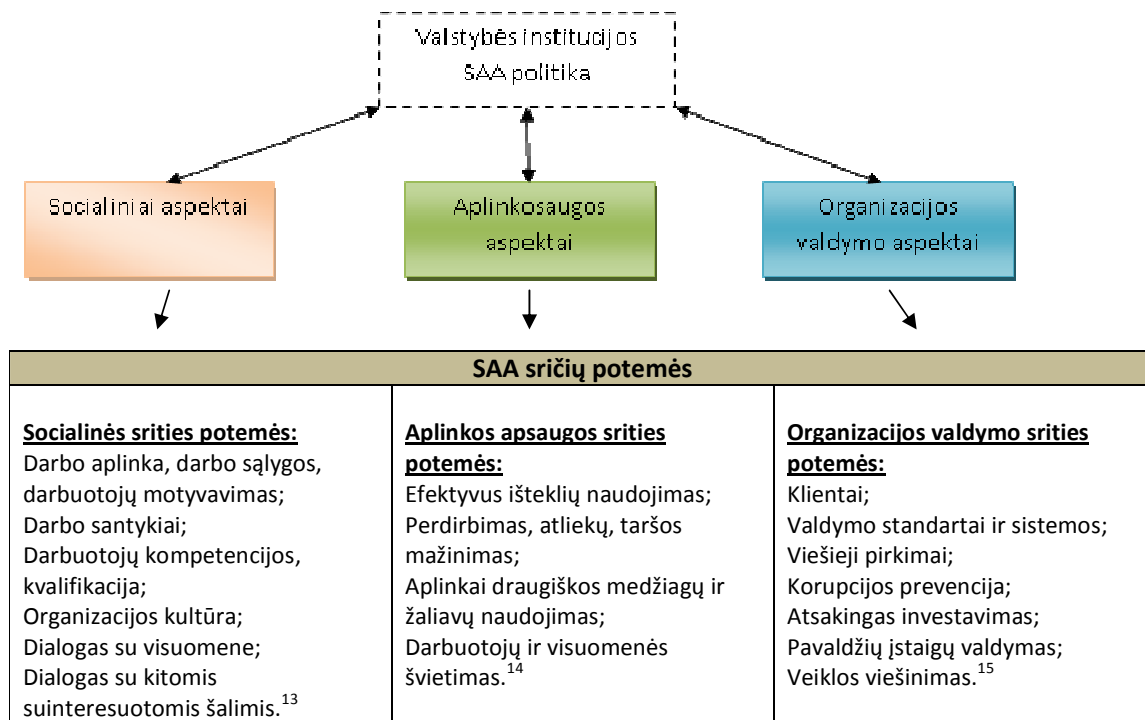 Valstybės institucijos
SAA politika
Socialiniai aspektai
Aplinkosaugos
aspektai
Organizacijos
valdymo aspektai
SAA sričių potemės
Socialinės srities potemės:
Darbo aplinka, darbo sąlygos,
darbuotojų motyvavimas;
Darbo santykiai;
Darbuotojų kompetencijos,
kvalifikacija;
Organizacijos kultūra;
Dialogas su visuomene;
Dialogas su kitomis
suinteresuotomis šalimis.13
Aplinkos apsaugos srities
potemės:
Efektyvus išteklių naudojimas;
Perdirbimas, atliekų, taršos
mažinimas;
Aplinkai draugiškos medžiagų ir
žaliavų naudojimas;
Darbuotojų ir visuomenės
švietimas.14
Organizacijos valdymo srities
potemės:
Klientai;
Valdymo standartai ir sistemos;
Viešieji pirkimai;
Korupcijos prevencija;
Atsakingas investavimas;
Pavaldžių įstaigų valdymas;
Veiklos viešinimas.15